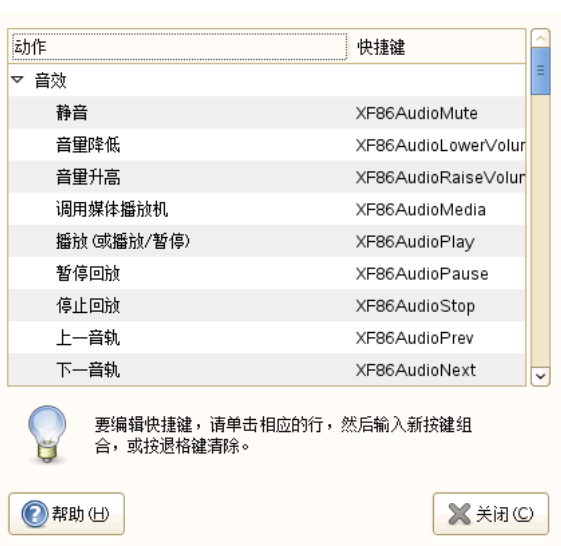 动作 快捷键
音效
静音 XF86AudioMute
音量降低 XF86AudioLowerVolur
音量升高 XF86AudioRaiseVolur
调用媒体播放机 XF86AudioMedia
播放(或播放/暂停) XF86AudioPlay
暂停回放 XF86AudioPause
停止回放 XF86AudioStop
上一音轨 XF86AudioPrev
下一音轨 XF86AudioNext
要编辑快捷键，请单击相应的行，然后输入新按键组
合，或按退格键清除。
帮助(H) 关闭(C)